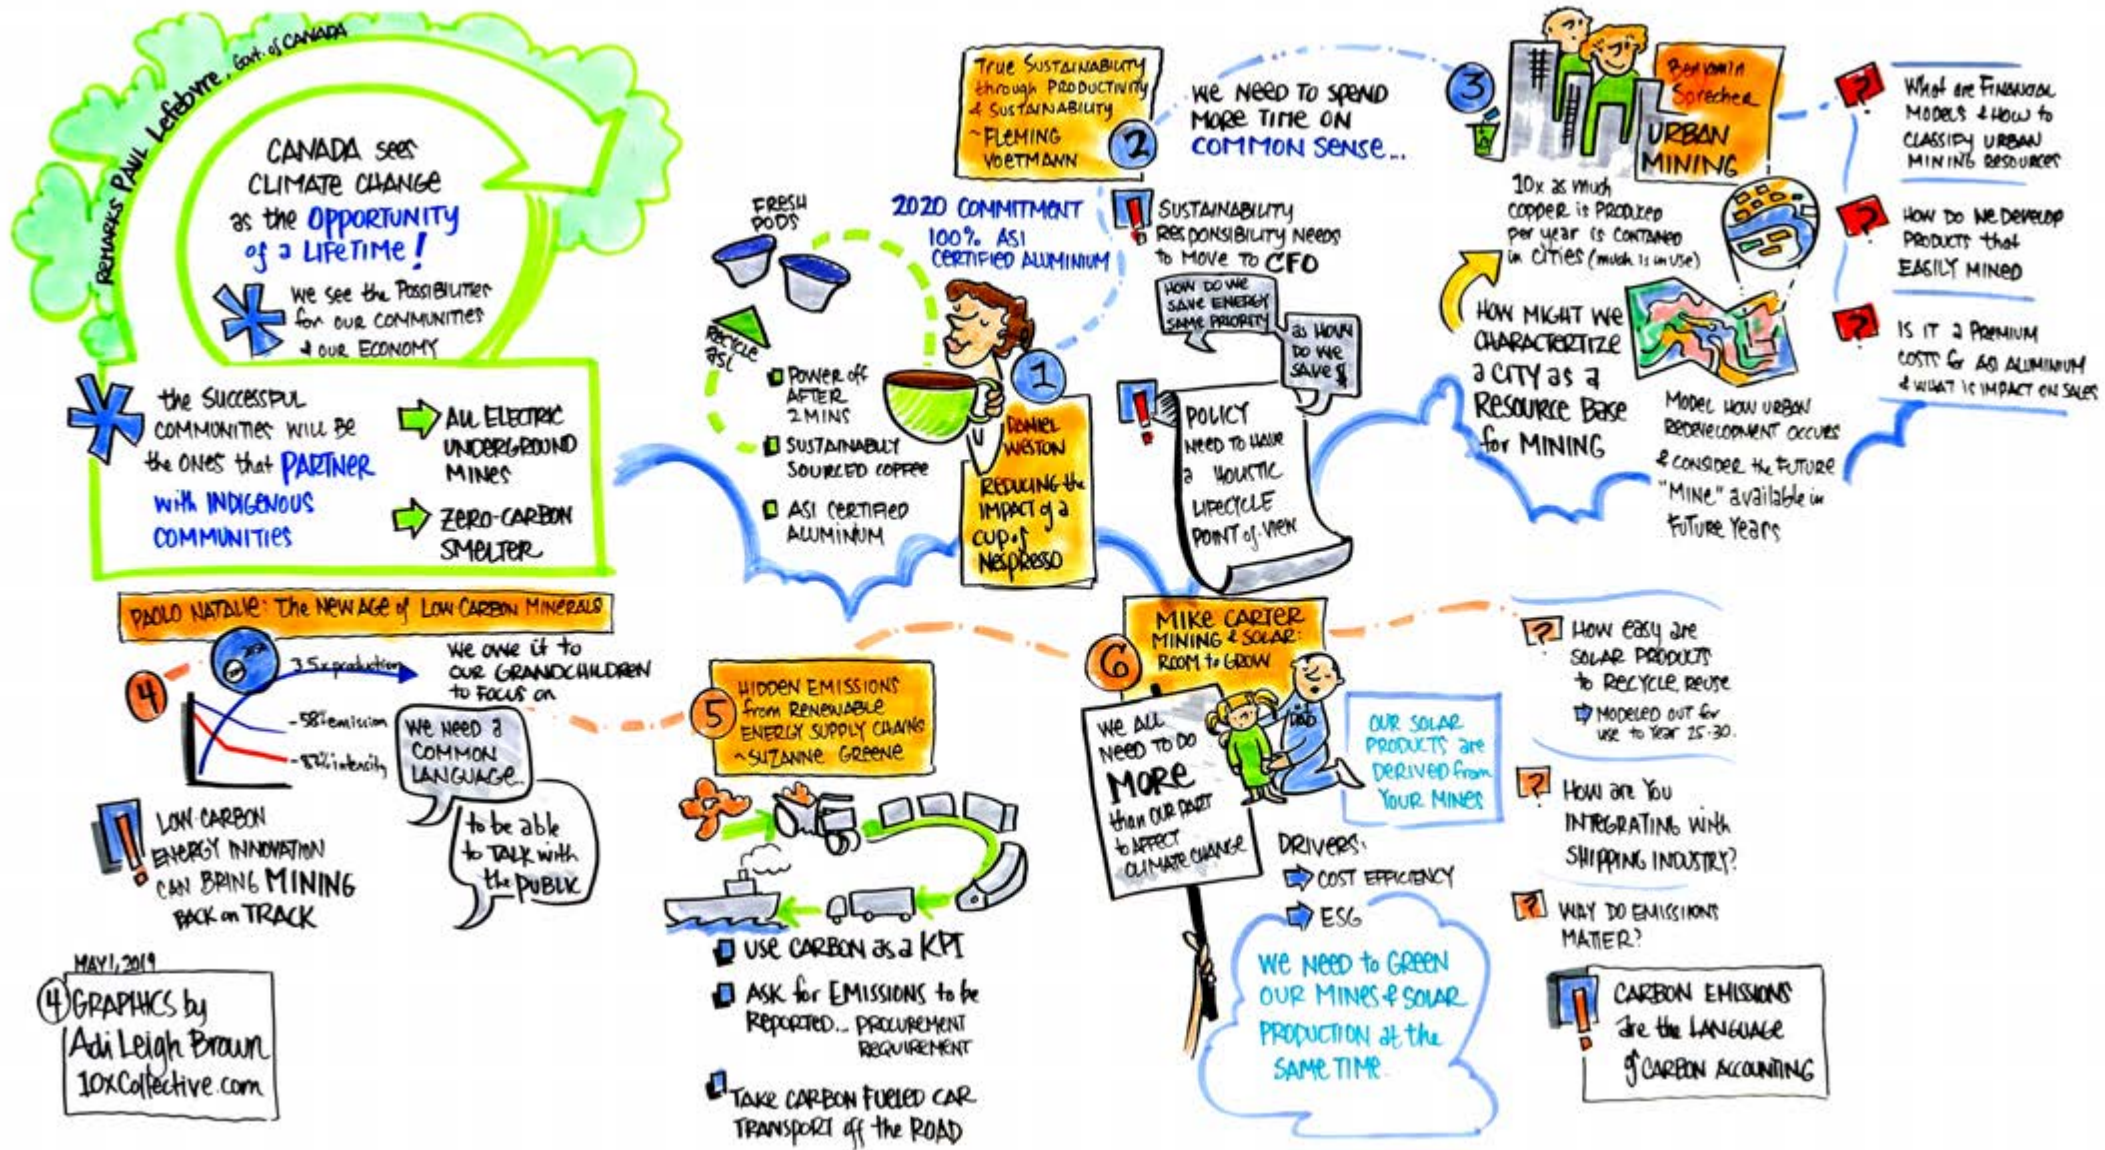 REMARKS PAUL Lefebvre, Govt. of CANADA
CANADA sees
CLIMATE CHANGE
as the OPPORTUNITY
of a LIFETIME!
We see the POSSIBILITIES
for OUR COMMUNITIES
& OUR ECONOMY
the SUCCESSFUL
COMMUNITIES WILL BE
the ONES that PARTNER
with INDIGENOUS
COMMUNITIES
ALL ELECTRIC
UNDERGROUND
MINES
ZERO-CARBON
SMELTER
FRESH
PODS
RECYCLE
2020 COMMITMENT
100% ASI
CERTIFIED ALUMINIUM
POWER off
AFTER
2 MINS
SUSTAINABLY
SOURCED COFFEE
ASI CERTIFIED
ALUMINIUM
1
DANIEL
WESTON
REDUCING the
IMPACT of a
CUP of
NESPRESSO
True SUSTAINABILITY
through PRODUCTIVITY
& SUSTAINABILITY
~FLEMING
VOETMANN
2
WE NEED TO SPEND
MORE TIME ON
COMMON SENSE...
SUSTAINABILITY
RESPONSIBILITY NEEDS
to MOVE TO CFO
HOW DO WE
SAVE ENERGY
SAME PRIORITY
as HOW
DO WE
SAVE $
POLICY
NEED TO HAVE
a HOLISTIC
LIFECYCLE
POINT of VIEW
3
Benjamin
Sprecher
URBAN
MINING
10x as much
copper is PRODUCED
per year is CONTAINED
in CITIES (much is in use)
HOW MIGHT WE
CHARACTERTIZE
a CITY as a
RESOURCE BASE
for MINING
MODEL HOW URBAN
REDEVELOPMENT OCCURS
& CONSIDER the FUTURE
"MINE" available in
FUTURE YEARS
?
What are FINANCIAL
MODELS & HOW to
CLASSIFY URBAN
MINING RESOURCES
?
HOW DO WE DEVELOP
PRODUCTS that
EASILY MINED
?
IS IT a PREMIUM
COSTS for ASI ALUMINIUM
& WHAT IS IMPACT ON SALES
PAOLO NATALIE: The NEW AGE of LOW CARBON MINERALS
4
3.5x production
-58% emission
intensity
We owe it to
OUR GRANDCHILDREN
to FOCUS on
WE NEED a
COMMON
LANGUAGE
to be able
to TALK with
the PUBLIC
LOW-CARBON
ENERGY INNOVATION
CAN BRING MINING
BACK on TRACK
5
HIDDEN EMISSIONS
from RENEWABLE
ENERGY SUPPLY CHAINS
~SUZANNE GREENE
USE CARBON as a KPI
ASK for EMISSIONS to be
REPORTED... PROCUREMENT
REQUIREMENT
TAKE CARBON FUELED CAR
TRANSPORT off the ROAD
6
MIKE CARTER
MINING & SOLAR:
ROOM to GROW
WE ALL
NEED TO DO
MORE
than OUR PART
to AFFECT
CLIMATE CHANGE
#1
DAD
OUR SOLAR
PRODUCTS are
DERIVED from
YOUR MINES
DRIVERS:
COST EFFICIENCY
ESG
WE NEED to GREEN
OUR MINES & SOLAR
PRODUCTION at the
SAME TIME.
?
HOW easy are
SOLAR PRODUCTS
to RECYCLE, REUSE
MODELED OUT for
use to Year 25-30.
?
HOW are YOU
INTEGRATING with
SHIPPING INDUSTRY?
?
WAY DO EMISSIONS
MATTER?
CARBON EMISSIONS
are the LANGUAGE
of CARBON ACCOUNTING
MAY 1, 2019
4
GRAPHICS by
Adi Leigh Brown
10xCollective.com